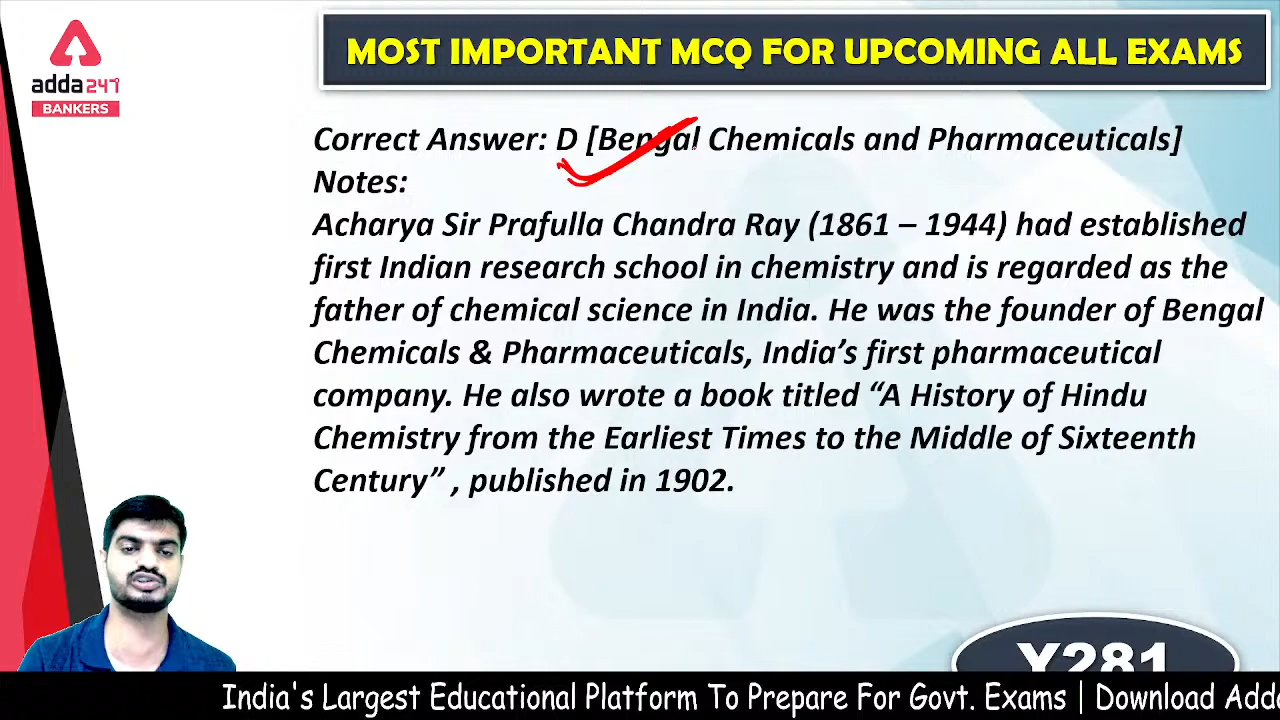 MOST IMPORTANT MCQ FOR UPCOMING ALL EXAMS
adda247
BANKERS
Correct Answer: D [Bengal Chemicals and Pharmaceuticals]
Notes:
Acharya Sir Prafulla Chandra Ray (1861 – 1944) had established
first Indian research school in chemistry and is regarded as the
father of chemical science in India. He was the founder of Bengal
Chemicals & Pharmaceuticals, India’s first pharmaceutical
company. He also wrote a book titled “A History of Hindu
Chemistry from the Earliest Times to the Middle of Sixteenth
Century” , published in 1902.
Y281
India's Largest Educational Platform To Prepare For Govt. Exams | Download Adda